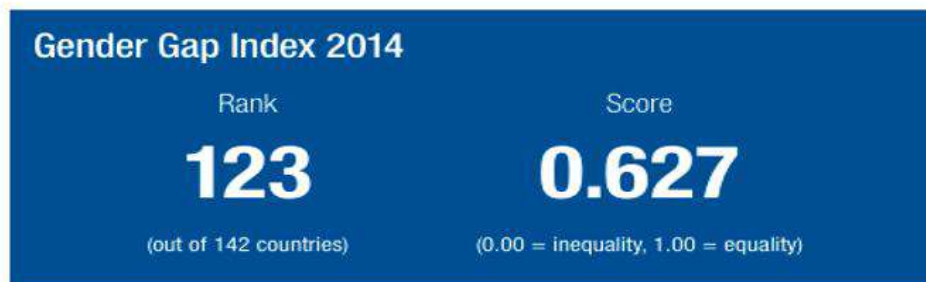 Gender Gap Index 2014
Rank Score
123 0.627
(out of 142 countries) (0.00 = inequality, 1.00 = equality)